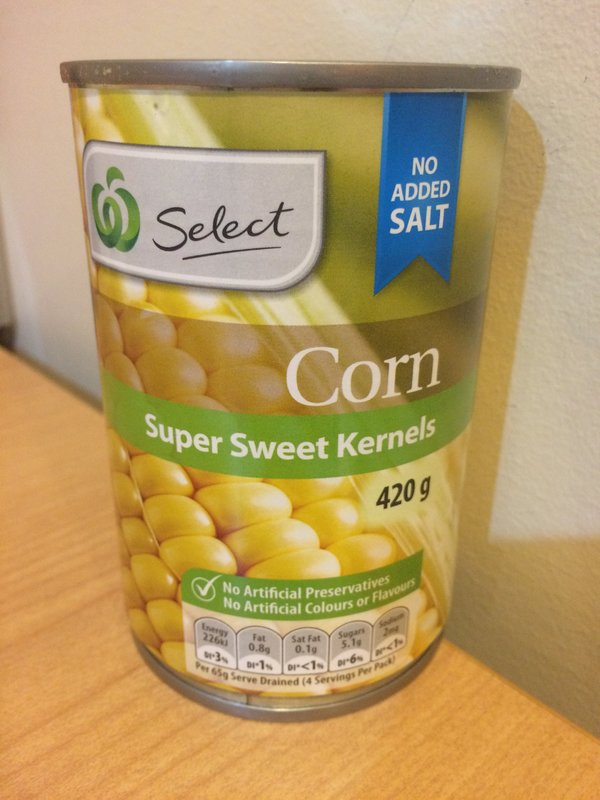 Select
NO
ADDED
SALT
Corn
Super Sweet Kernels
420 g
No Artificial Preservatives
No Artificial Colours or Flavours
Energy
226kJ
DI*3%
Fat
0.8g
DI*1%
Sat Fat
0.1g
DI*<1%
Sugars
5.1g
DI*6%
Sodium
2mg
DI*<1%
Per 65g Serve Drained (4 Servings Per Pack)